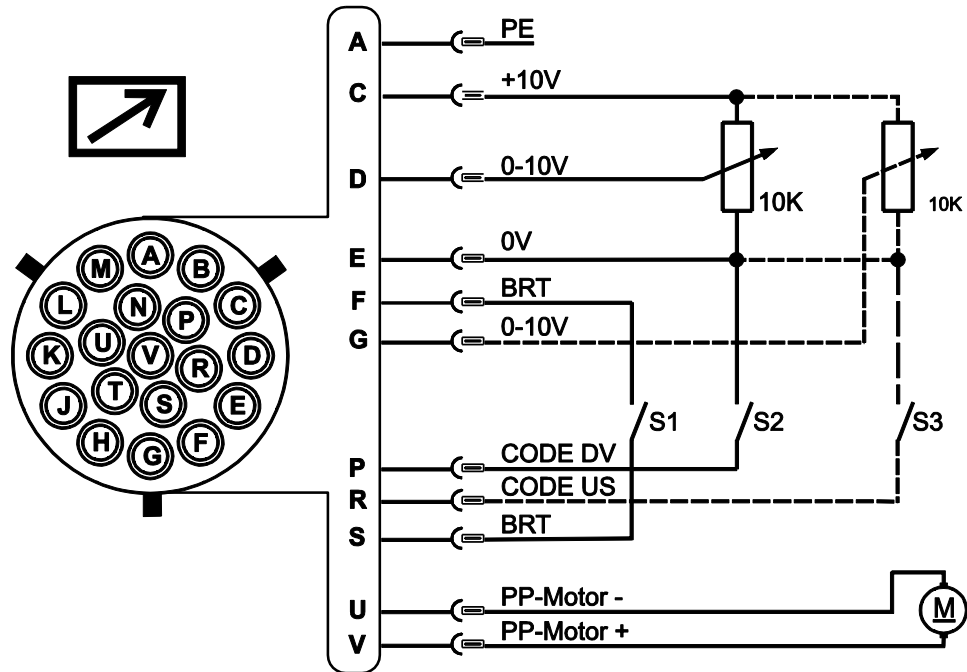 A PE
C +10V
D 0-10V
10K
10K
E 0V
F BRT
G 0-10V
S1
S2
S3
P CODE DV
R CODE US
S BRT
U PP-Motor -
V PP-Motor +
M
A
M B
L N P C
K U V R D
J T S E
H G F